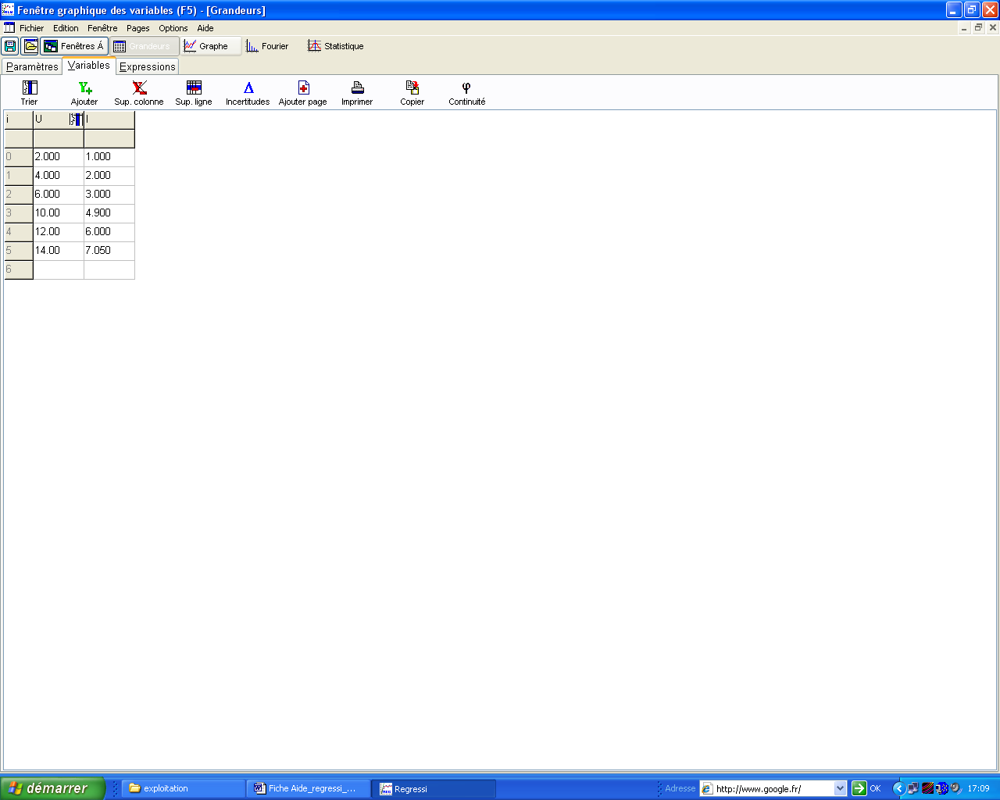 Fenêtre graphique des variables (F5) - [Grandeurs]
Fichier Edition Fenêtre Pages Options Aide
Fenêtres Á Grandeurs Graphe Fourier Statistique
Paramètres Variables Expressions
Trier Ajouter Sup. colonne Sup. ligne Incertitudes Ajouter page Imprimer Copier Continuité
i U I
0 2.000 1.000
1 4.000 2.000
2 6.000 3.000
3 10.00 4.900
4 12.00 6.000
5 14.00 7.050
6
démarrer exploitation Fiche Aide_regressi_... Regressi Adresse http://www.google.fr/ OK 17:09